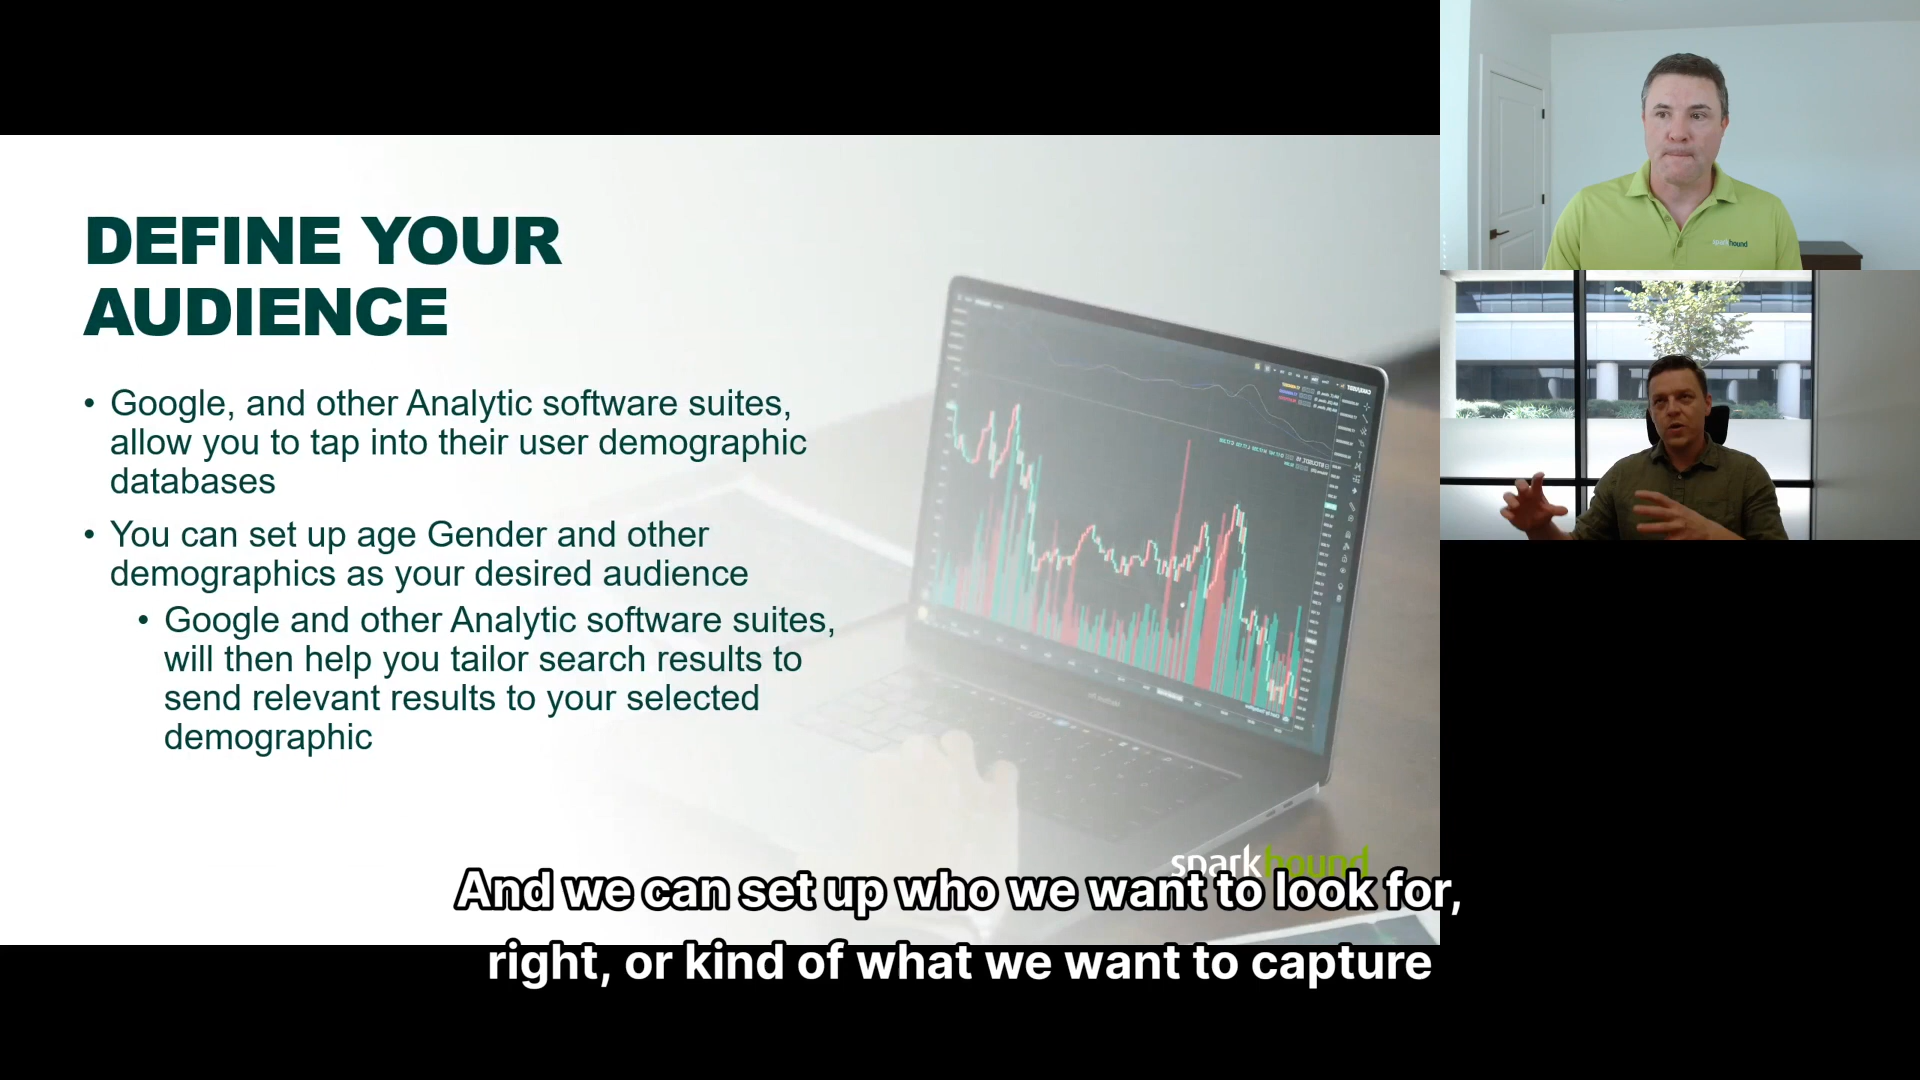 DEFINE YOUR
AUDIENCE
• Google, and other Analytic software suites,
allow you to tap into their user demographic
databases
• You can set up age Gender and other
demographics as your desired audience
• Google and other Analytic software suites,
will then help you tailor search results to
send relevant results to your selected
demographic
sparkhound
And we can set up who we want to look for,
right, or kind of what we want to capture
sparkhound